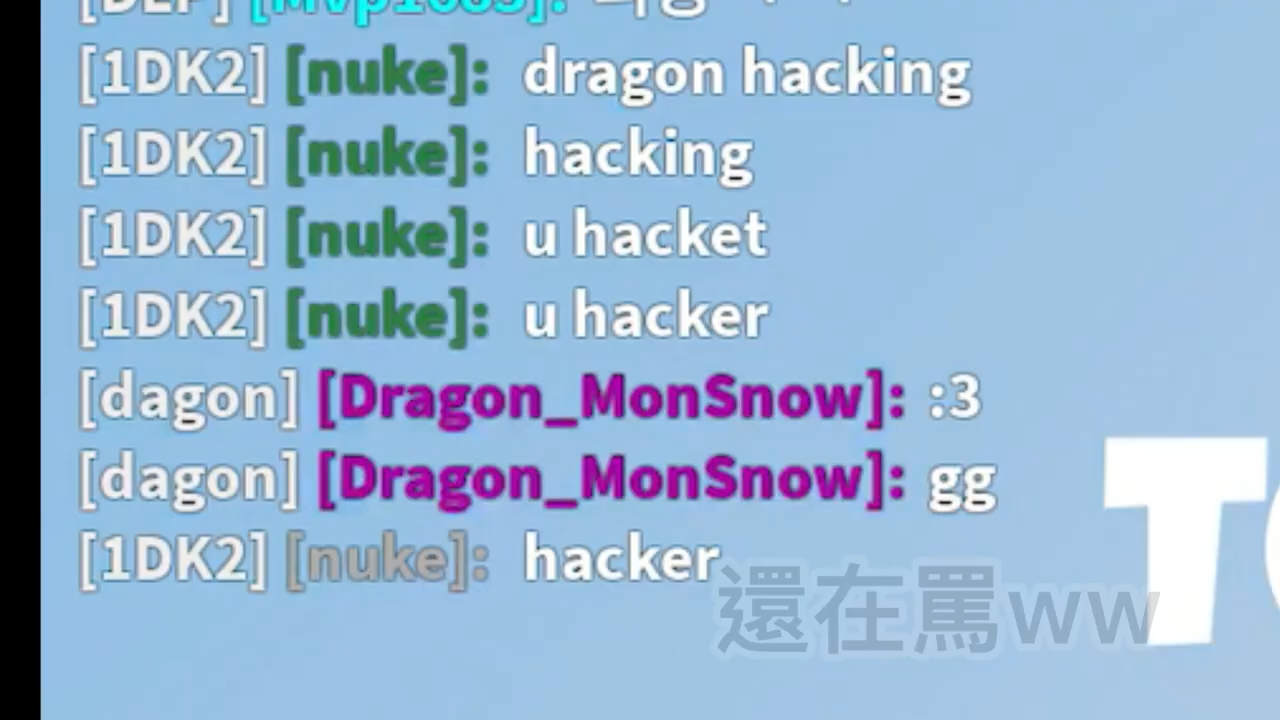 [1DK2] [nuke]: dragon hacking
[1DK2] [nuke]: hacking
[1DK2] [nuke]: u hacket
[1DK2] [nuke]: u hacker
[dagon] [Dragon_MonSnow]: :3
[dagon] [Dragon_MonSnow]: gg
[1DK2] [nuke]: hacker
還在罵ww